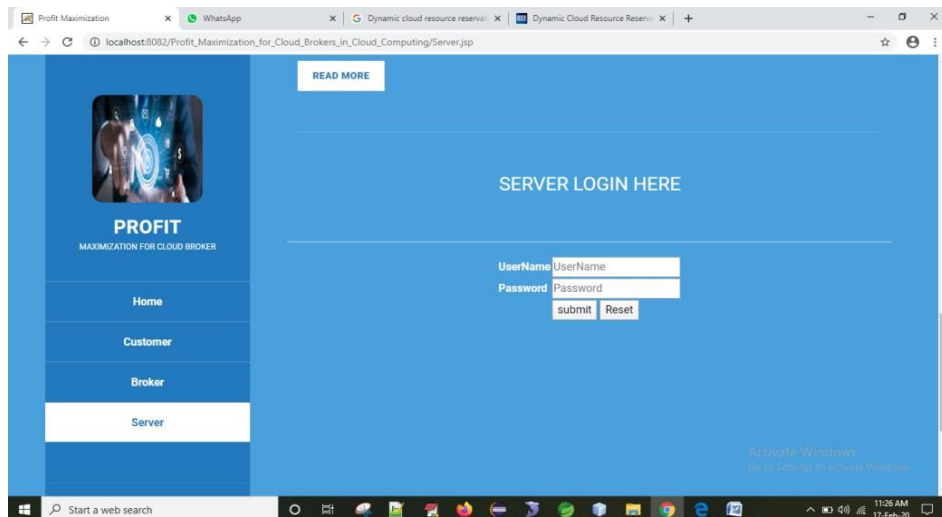 Profit Maximization
WhatsApp
Dynamic cloud resource reservat
Dynamic Cloud Resource Reserv
localhost:8082/Profit_Maximization_for_Cloud_Brokers_in_Cloud_Computing/Server.jsp
READ MORE
SERVER LOGIN HERE
PROFIT
MAXIMIZATION FOR CLOUD BROKER
UserName UserName
Password Password
submit Reset
Home
Customer
Broker
Server
Activate Windows
Go to Settings to activate Windows.
Start a web search
11:26 AM
17-Feb-20